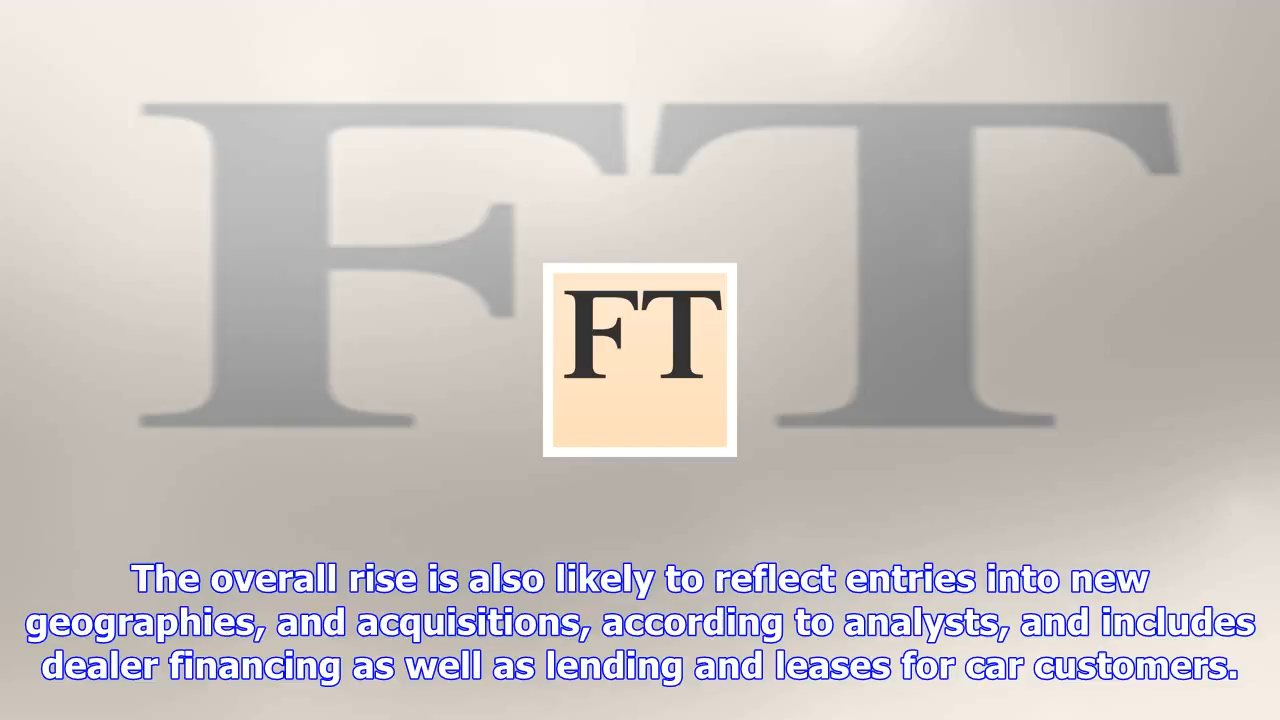 FT
FT
The overall rise is also likely to reflect entries into new
geographies, and acquisitions, according to analysts, and includes
dealer financing as well as lending and leases for car customers.